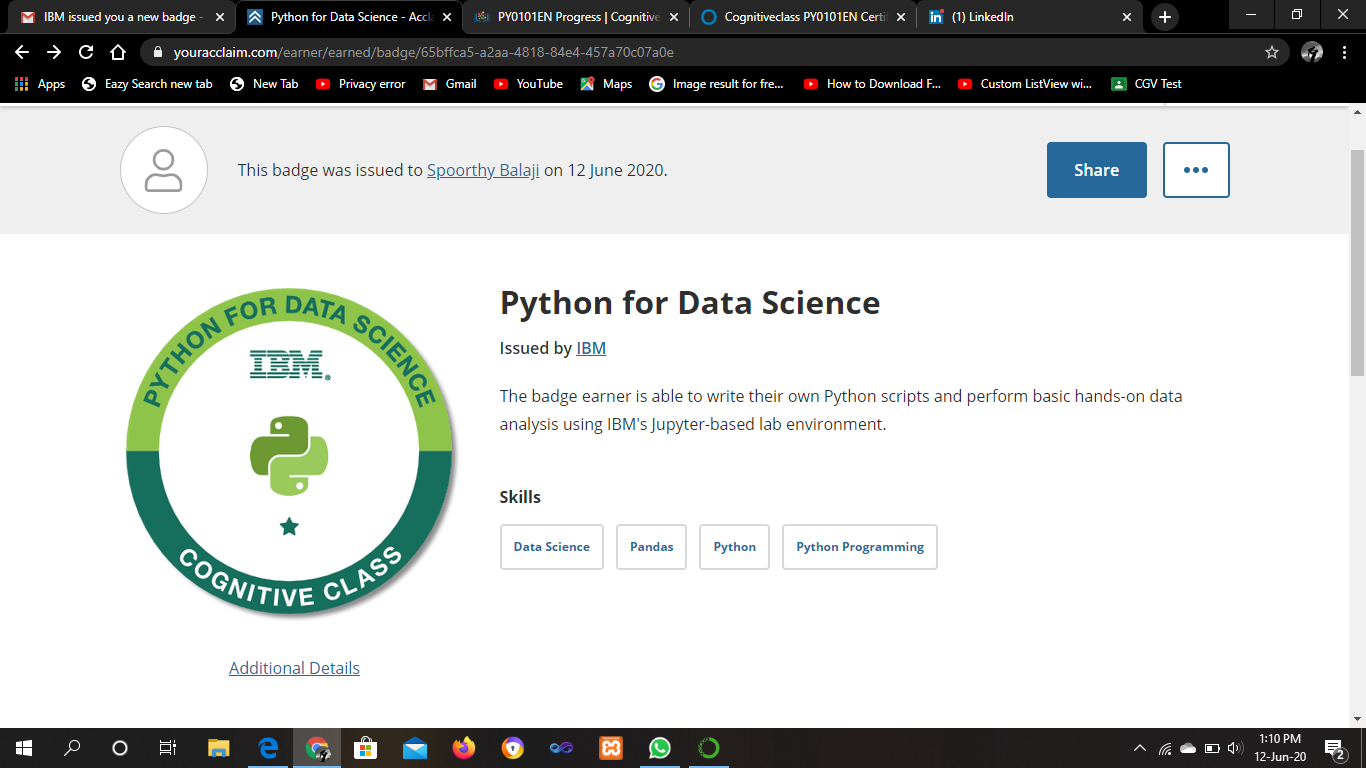 IBM issued you a new badge -
Python for Data Science - Accl
PY0101EN Progress | Cognitive
Cognitiveclass PY0101EN Certi
(1) LinkedIn
youracclaim.com/earner/earned/badge/65bffca5-a2aa-4818-84e4-457a70c07a0e
Apps
Eazy Search new tab
New Tab
Privacy error
Gmail
YouTube
Maps
Image result for fre...
How to Download F...
Custom ListView wi...
CGV Test
This badge was issued to Spoorthy Balaji on 12 June 2020.
Share
PYTHON FOR DATA SCIENCE
IBM®
COGNITIVE CLASS
Additional Details
Python for Data Science
Issued by IBM
The badge earner is able to write their own Python scripts and perform basic hands-on data
analysis using IBM's Jupyter-based lab environment.
Skills
Data Science
Pandas
Python
Python Programming
1:10 PM
12-Jun-20
2